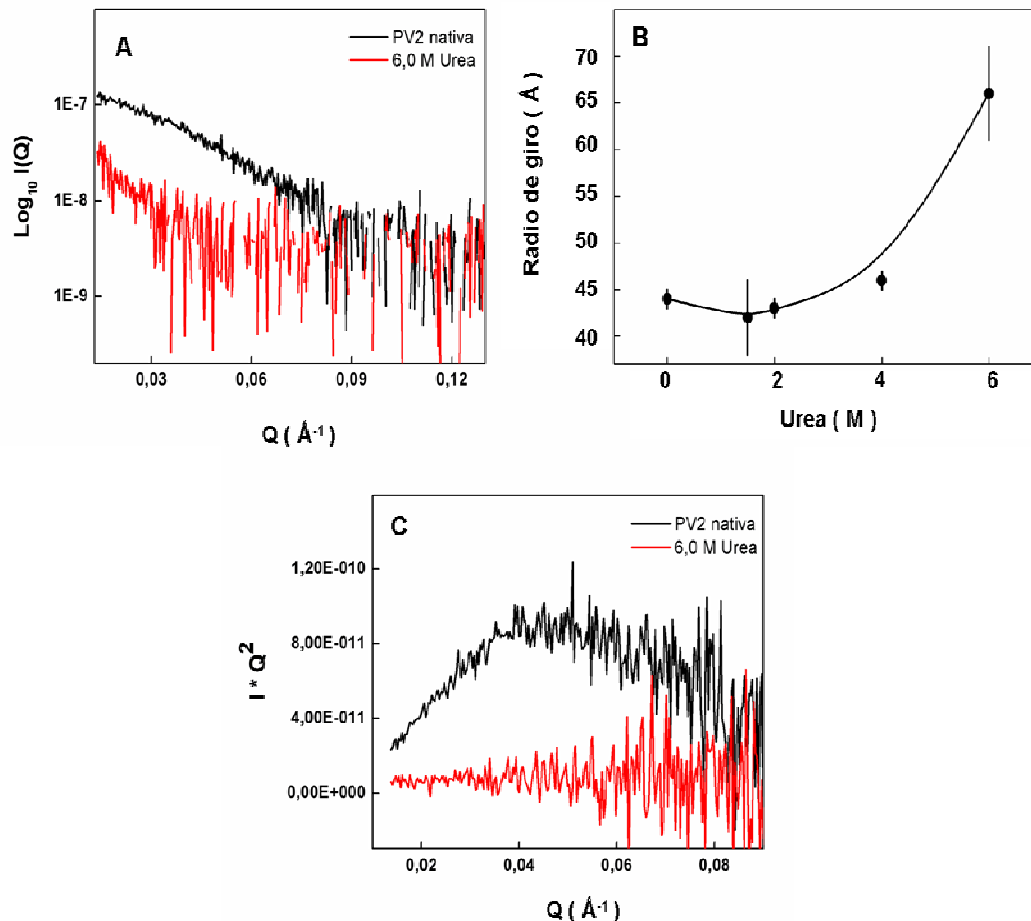 A
PV2 nativa
6,0 M Urea
Log10 I(Q)
1E-7
1E-8
1E-9
0,03 0,06 0,09 0,12
Q ( Å-1 )
B
Radio de giro ( Å )
70
65
60
55
50
45
40
0 2 4 6
Urea ( M )
C
PV2 nativa
6,0 M Urea
I * Q2
1,20E-010
8,00E-011
4,00E-011
0,00E+000
0,02 0,04 0,06 0,08
Q ( Å-1 )